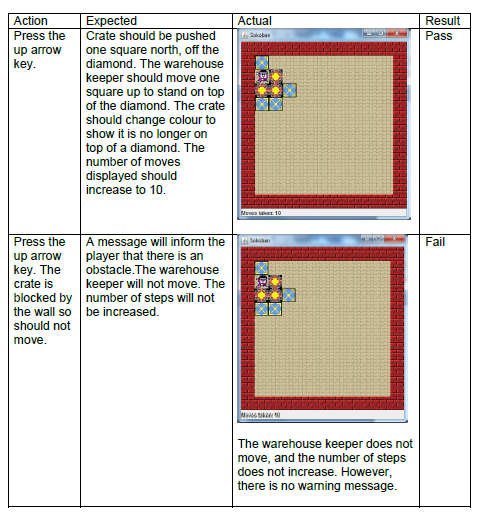 Action Expected Actual Result
Press the
up arrow
key.
Crate should be pushed
one square north, off the
diamond. The warehouse
keeper should move one
square up to stand on top
of the diamond. The crate
should change colour to
show it is no longer on
top of a diamond. The
number of moves
displayed should
increase to 10.
Sokoban
Moves taken: 10
Pass
Press the
up arrow
key. The
crate is
blocked by
the wall so
should not
move.
A message will inform the
player that there is an
obstacle.The warehouse
keeper will not move. The
number of steps will not
be increased.
Sokoban
Moves taken: 10
The warehouse keeper does not
move, and the number of steps
does not increase. However,
there is no warning message.
Fail